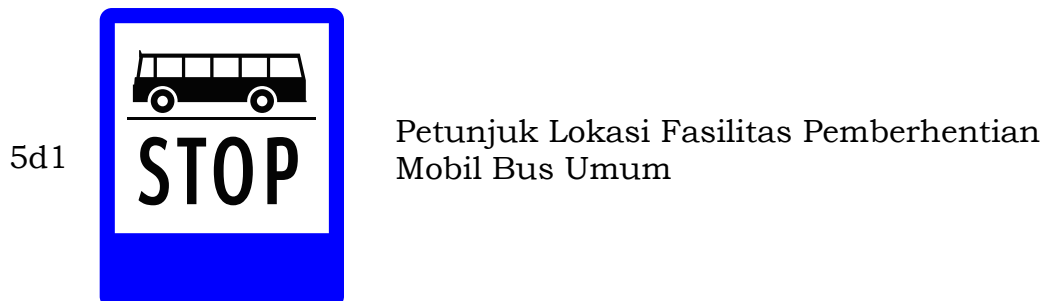 5d1
STOP
Petunjuk Lokasi Fasilitas Pemberhentian
Mobil Bus Umum